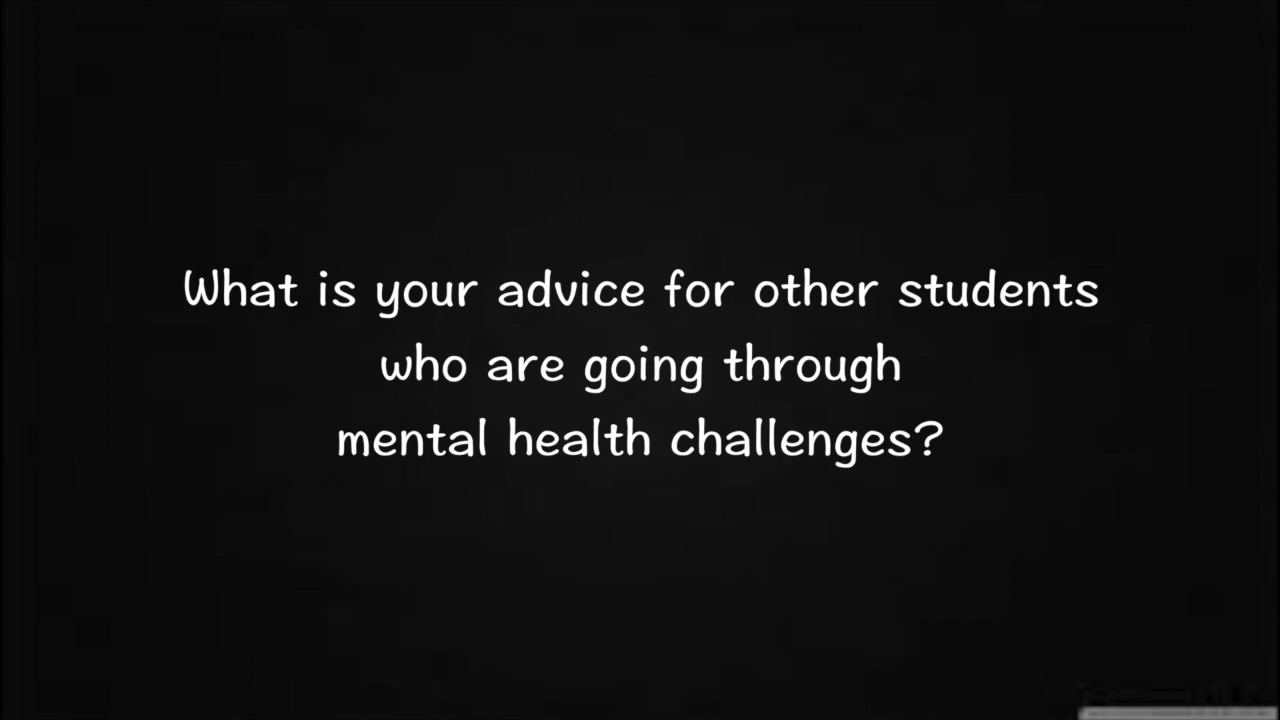 What is your advice for other students
who are going through
mental health challenges?